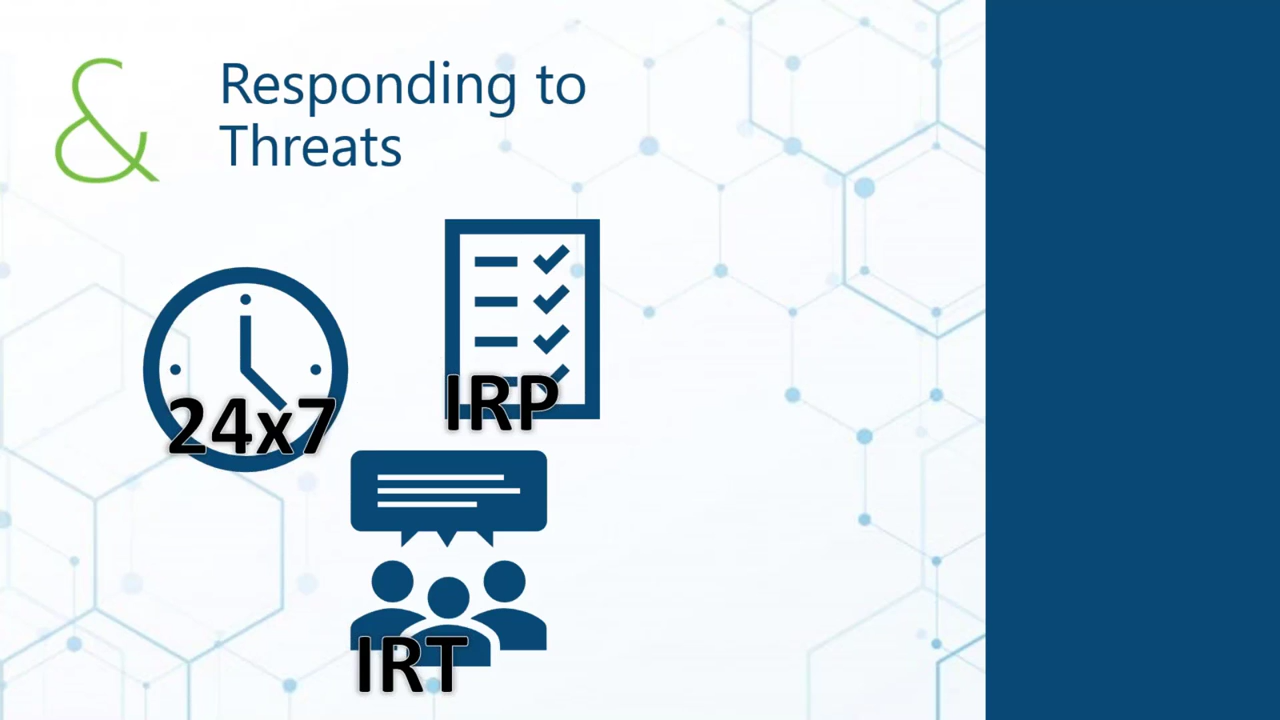 &
Responding to
Threats
24x7
IRP
IRT